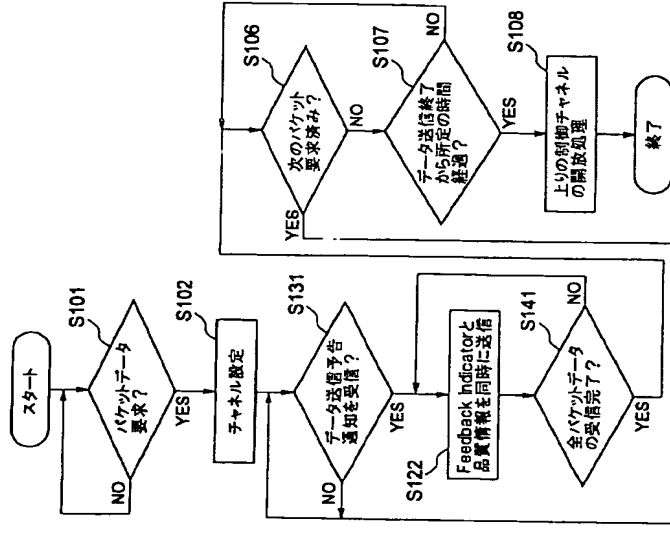 スタート
S101
パケットデータ
要求？
NO
YES
S102
チャネル設定
S131
データ送信予告
通知を受信？
NO
YES
S122
Feedback Indicatorと
品質情報を同時に送信
S141
全パケットデータ
の受信完了？
NO
YES
S106
次のパケット
要求済み？
YES
NO
S107
データ送信終了
から所定の時間
経過？
NO
YES
S108
上りの制御チャネル
の開放処理
終了